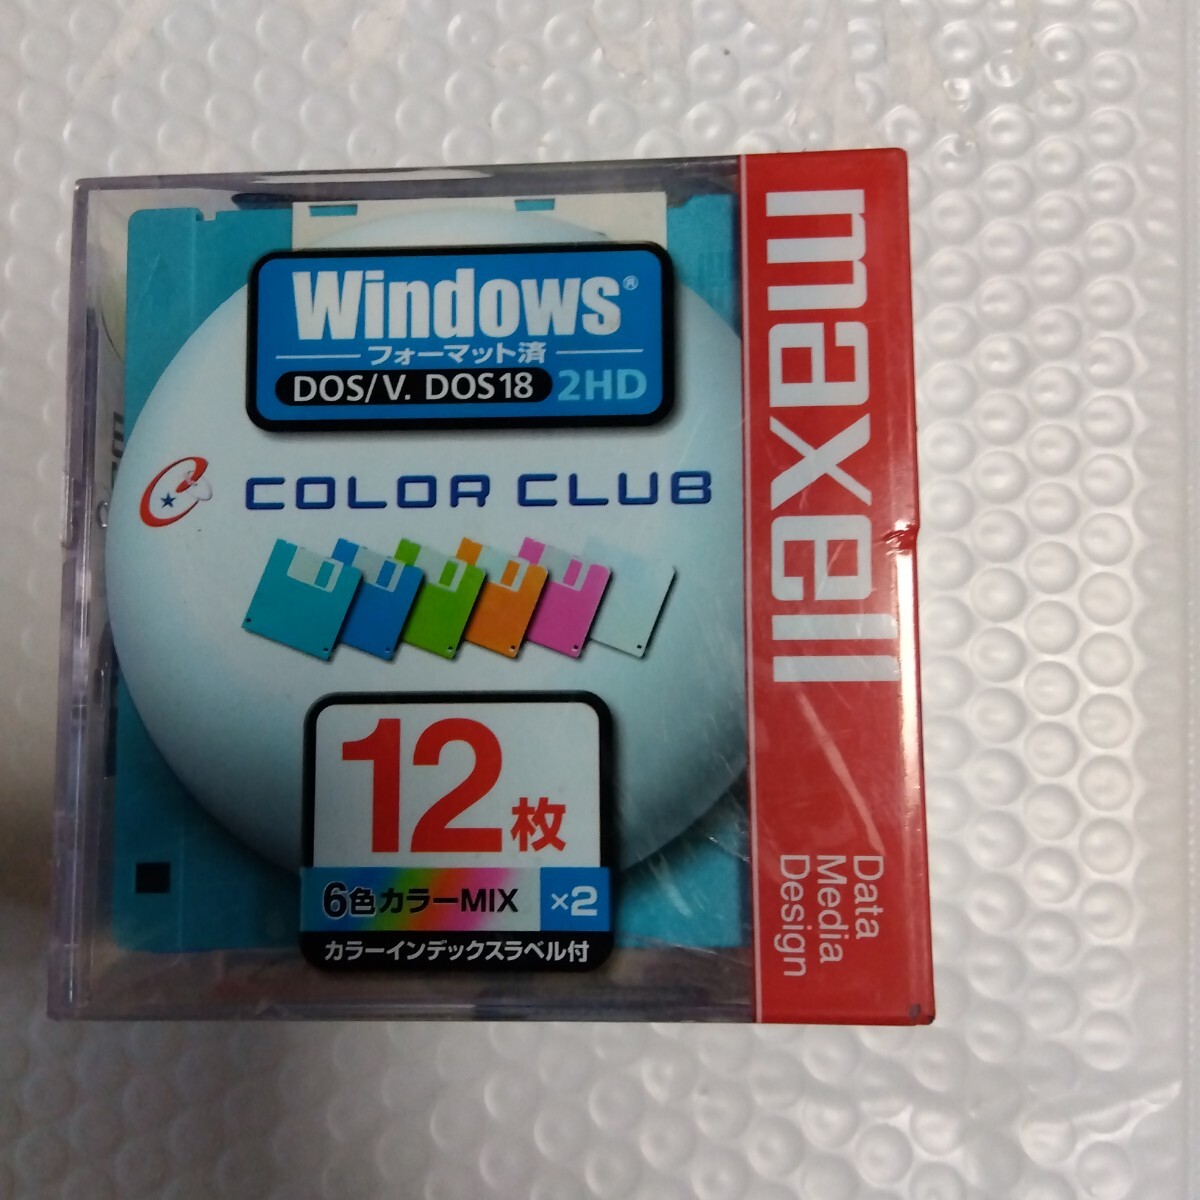 Windows®
フォーマット済
DOS/V. DOS18 2HD
COLOR CLUB
12枚
6色カラーMIX ×2
カラーインデックスラベル付
maxell
Data
Media
Design